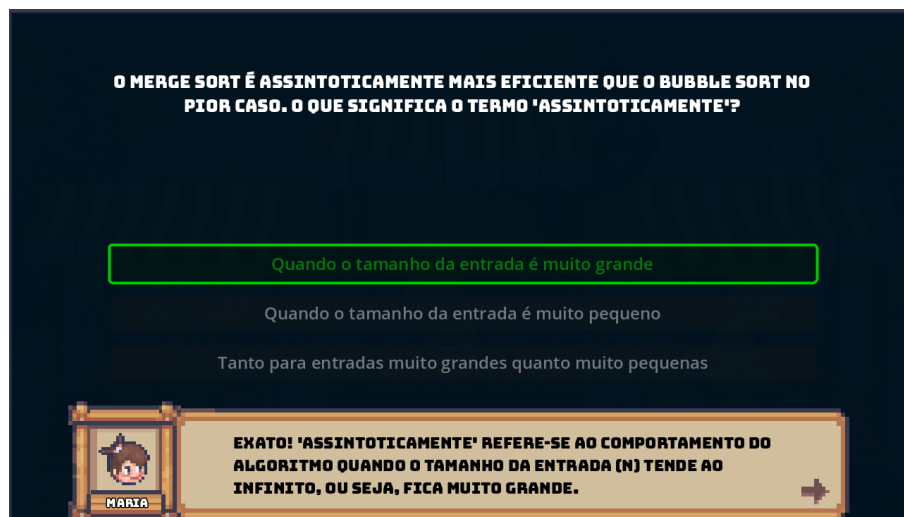 O MERGE SORT É ASSINTOTICAMENTE MAIS EFICIENTE QUE O BUBBLE SORT NO
PIOR CASO. O QUE SIGNIFICA O TERMO 'ASSINTOTICAMENTE'?
Quando o tamanho da entrada é muito grande
Quando o tamanho da entrada é muito pequeno
Tanto para entradas muito grandes quanto muito pequenas
EXATO! 'ASSINTOTICAMENTE' REFERE-SE AO COMPORTAMENTO DO
ALGORITMO QUANDO O TAMANHO DA ENTRADA (N) TENDE AO
INFINITO, OU SEJA, FICA MUITO GRANDE.
MARIA